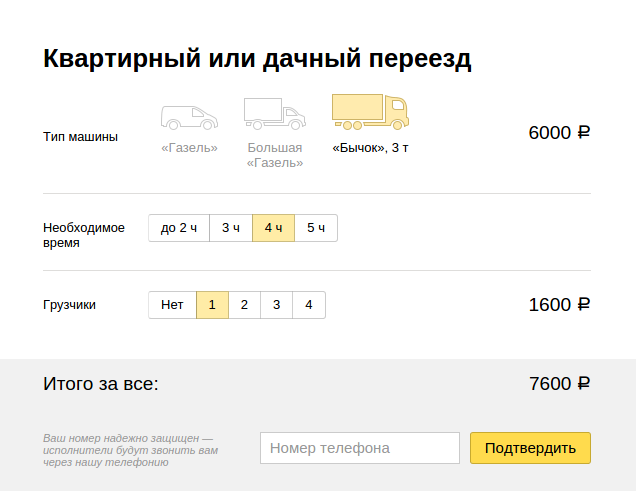 Квартирный или дачный переезд
Тип машины
«Газель»
Большая
«Газель»
«Бычок», 3 т
6000 ₽
Необходимое
время
до 2 ч 3 ч 4 ч 5 ч
Грузчики
Нет 1 2 3 4
1600 ₽
Итого за все:
7600 ₽
Ваш номер надежно защищен —
исполнители будут звонить вам
через нашу телефонию
Номер телефона
Подтвердить